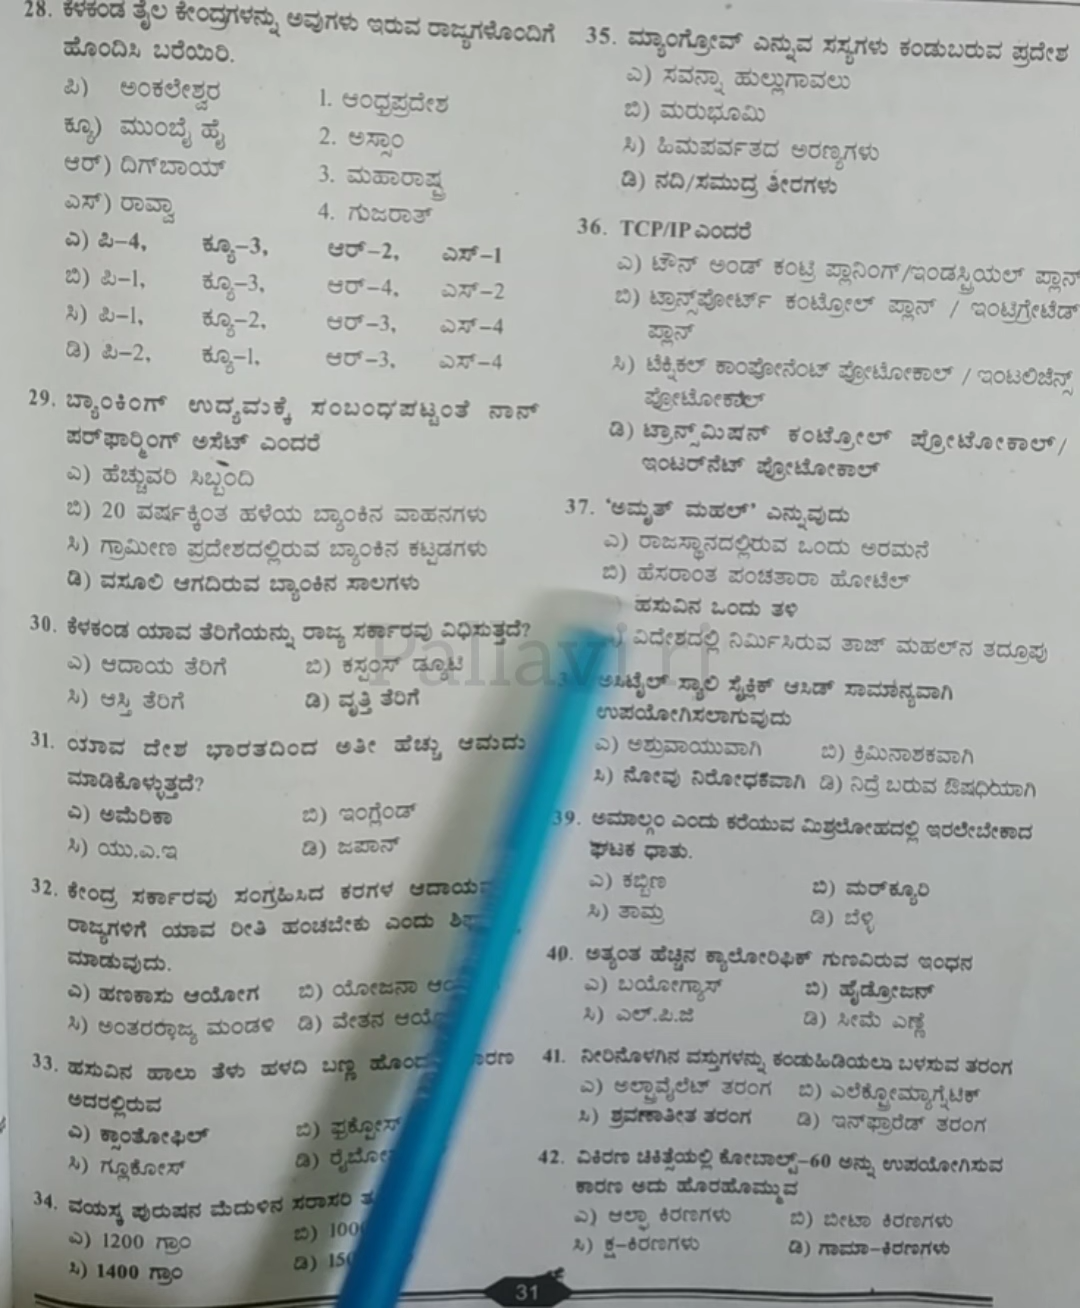 28. ಕೆಳಕಂಡ ತೈಲ ಕೇಂದ್ರಗಳನ್ನು ಅವುಗಳು ಇರುವ ರಾಜ್ಯಗಳೊಂದಿಗೆ
ಹೊಂದಿಸಿ ಬರೆಯಿರಿ.
ಪಿ) ಅಂಕಲೇಶ್ವರ 1. ಆಂಧ್ರಪ್ರದೇಶ
ಕ್ಯೂ) ಮುಂಬೈ ಹೈ 2. ಅಸ್ಸಾಂ
ಆರ್) ದಿಗ್‌ಬಾಯ್ 3. ಮಹಾರಾಷ್ಟ್ರ
ಎಸ್) ರಾವ್ವಾ 4. ಗುಜರಾತ್
ಎ) ಪಿ-4, ಕ್ಯೂ-3, ಆರ್-2, ಎಸ್-1
ಬಿ) ಪಿ-1, ಕ್ಯೂ-3, ಆರ್-4, ಎಸ್-2
ಸಿ) ಪಿ-1, ಕ್ಯೂ-2, ಆರ್-3, ಎಸ್-4
ಡಿ) ಪಿ-2, ಕ್ಯೂ-1, ಆರ್-3, ಎಸ್-4
29. ಬ್ಯಾಂಕಿಂಗ್ ಉದ್ಯಮಕ್ಕೆ ಸಂಬಂಧಪಟ್ಟಂತೆ ನಾನ್
ಪರ್‌ಫಾರ್ಮಿಂಗ್ ಅಸೆಟ್ ಎಂದರೆ
ಎ) ಹೆಚ್ಚುವರಿ ಸಿಬ್ಬಂದಿ
ಬಿ) 20 ವರ್ಷಕ್ಕಿಂತ ಹಳೆಯ ಬ್ಯಾಂಕಿನ ವಾಹನಗಳು
ಸಿ) ಗ್ರಾಮೀಣ ಪ್ರದೇಶದಲ್ಲಿರುವ ಬ್ಯಾಂಕಿನ ಕಟ್ಟಡಗಳು
ಡಿ) ವಸೂಲಿ ಆಗದಿರುವ ಬ್ಯಾಂಕಿನ ಸಾಲಗಳು
30. ಕೆಳಕಂಡ ಯಾವ ತೆರಿಗೆಯನ್ನು ರಾಜ್ಯ ಸರ್ಕಾರವು ವಿಧಿಸುತ್ತದೆ?
ಎ) ಆದಾಯ ತೆರಿಗೆ ಬಿ) ಕಸ್ಟಂಸ್ ಡ್ಯೂಟಿ
ಸಿ) ಆಸ್ತಿ ತೆರಿಗೆ ಡಿ) ವೃತ್ತಿ ತೆರಿಗೆ
31. ಯಾವ ದೇಶ ಭಾರತದಿಂದ ಅತೀ ಹೆಚ್ಚು ಆಮದು
ಮಾಡಿಕೊಳ್ಳುತ್ತದೆ?
ಎ) ಅಮೆರಿಕಾ ಬಿ) ಇಂಗ್ಲೆಂಡ್
ಸಿ) ಯು.ಎ.ಇ ಡಿ) ಜಪಾನ್
32. ಕೇಂದ್ರ ಸರ್ಕಾರವು ಸಂಗ್ರಹಿಸಿದ ಕರಗಳ
ರಾಜ್ಯಗಳಿಗೆ ಯಾವ ರೀತಿ ಹಂಚಬೇಕು ಎಂದು
ಮಾಡುವುದು.
ಎ) ಹಣಕಾಸು ಆಯೋಗ ಬಿ) ಯೋಜನಾ
ಸಿ) ಅಂತರರಾಜ್ಯ ಮಂಡಳಿ ಡಿ) ವೇತನ
33. ಹಸುವಿನ ಹಾಲು ತೆಳು ಹಳದಿ ಬಣ್ಣ
ಅದರಲ್ಲಿರುವ
ಎ) ಕ್ಸಾಂತೋಫಿಲ್ ಬಿ) ಫ್ರಕ್ಟೋಸ್
ಸಿ) ಗ್ಲೂಕೋಸ್ ಡಿ)
34. ವಯಸ್ಕ ಪುರುಷನ ಮೆದುಳಿನ ಸರಾಸರಿ
ಎ) 1200 ಗ್ರಾಂ ಬಿ)
ಸಿ) 1400 ಗ್ರಾಂ ಡಿ)
35. ಮ್ಯಾಂಗ್ರೋವ್ ಎನ್ನುವ ಸಸ್ಯಗಳು ಕಂಡುಬರುವ ಪ್ರದೇಶ
ಎ) ಸವನ್ನಾ ಹುಲ್ಲುಗಾವಲು
ಬಿ) ಮರುಭೂಮಿ
ಸಿ) ಹಿಮಪರ್ವತದ ಅರಣ್ಯಗಳು
ಡಿ) ನದಿ/ಸಮುದ್ರ ತೀರಗಳು
36. TCP/IP ಎಂದರೆ
ಎ) ಟೌನ್ ಅಂಡ್ ಕಂಟ್ರಿ ಪ್ಲಾನಿಂಗ್/ಇಂಡಸ್ಟ್ರಿಯಲ್ ಪ್ಲಾನ್
ಬಿ) ಟ್ರಾನ್ಸ್‌ಪೋರ್ಟ್ ಕಂಟ್ರೋಲ್ ಪ್ಲಾನ್ / ಇಂಟ್ರಿಗ್ರೇಟೆಡ್
ಪ್ಲಾನ್
ಸಿ) ಟೆಕ್ನಿಕಲ್ ಕಾಂಪೋನೆಂಟ್ ಪ್ರೋಟೋಕಾಲ್ / ಇಂಟಲಿಜೆನ್ಸ್
ಪ್ರೋಟೋಕಾಲ್
ಡಿ) ಟ್ರಾನ್ಸ್‌ಮಿಷನ್ ಕಂಟ್ರೋಲ್ ಪ್ರೋಟೋಕಾಲ್/
ಇಂಟರ್‌ನೆಟ್ ಪ್ರೋಟೋಕಾಲ್
37. 'ಅಮೃತ್ ಮಹಲ್' ಎನ್ನುವುದು
ಎ) ರಾಜಸ್ಥಾನದಲ್ಲಿರುವ ಒಂದು ಅರಮನೆ
ಬಿ) ಹೆಸರಾಂತ ಪಂಚತಾರಾ ಹೋಟೆಲ್
ಹಸುವಿನ ಒಂದು ತಳಿ
ವಿದೇಶದಲ್ಲಿ ನಿರ್ಮಿಸಿರುವ ತಾಜ್ ಮಹಲ್‌ನ ತದ್ರೂಪು
ಅಸಿಟೈಲ್ ಸ್ಯಾಲಿ ಸೈಕ್ಲಿಕ್ ಆಸಿಡ್ ಸಾಮಾನ್ಯವಾಗಿ
ಉಪಯೋಗಿಸಲಾಗುವುದು
ಎ) ಅಶ್ರುವಾಯುವಾಗಿ ಬಿ) ಕ್ರಿಮಿನಾಶಕವಾಗಿ
ಸಿ) ನೋವು ನಿರೋಧಕವಾಗಿ ಡಿ) ನಿದ್ರೆ ಬರುವ ಔಷಧಿಯಾಗಿ
39. ಅಮಾಲ್ಗಂ ಎಂದು ಕರೆಯುವ ಮಿಶ್ರಲೋಹದಲ್ಲಿ ಇರಲೇಬೇಕಾದ
ಘಟಕ ಧಾತು.
ಎ) ಕಬ್ಬಿಣ ಬಿ) ಮರ್‌ಕ್ಯೂರಿ
ಸಿ) ತಾಮ್ರ ಡಿ) ಬೆಳ್ಳಿ
40. ಅತ್ಯಂತ ಹೆಚ್ಚಿನ ಕ್ಯಾಲೋರಿಫಿಕ್ ಗುಣವಿರುವ ಇಂಧನ
ಎ) ಬಯೋಗ್ಯಾಸ್ ಬಿ) ಹೈಡ್ರೋಜನ್
ಸಿ) ಎಲ್.ಪಿ.ಜಿ ಡಿ) ಸೀಮೆ ಎಣ್ಣೆ
41. ನೀರಿನೊಳಗಿನ ವಸ್ತುಗಳನ್ನು ಕಂಡುಹಿಡಿಯಲು ಬಳಸುವ ತರಂಗ
ಎ) ಅಲ್ಟ್ರಾವೈಲೆಟ್ ತರಂಗ ಬಿ) ಎಲೆಕ್ಟ್ರೋಮ್ಯಾಗ್ನೆಟಿಕ್
ಸಿ) ಶ್ರವಣಾತೀತ ತರಂಗ ಡಿ) ಇನ್‌ಫ್ರಾರೆಡ್ ತರಂಗ
42. ವಿಕಿರಣ ಚಿಕಿತ್ಸೆಯಲ್ಲಿ ಕೋಬಾಲ್ಟ್-60 ಅನ್ನು ಉಪಯೋಗಿಸುವ
ಕಾರಣ ಅದು ಹೊರಹೊಮ್ಮುವ
ಎ) ಆಲ್ಫಾ ಕಿರಣಗಳು ಬಿ) ಬೀಟಾ ಕಿರಣಗಳು
ಸಿ) ಕ್ಷ-ಕಿರಣಗಳು ಡಿ) ಗಾಮಾ-ಕಿರಣಗಳು
31